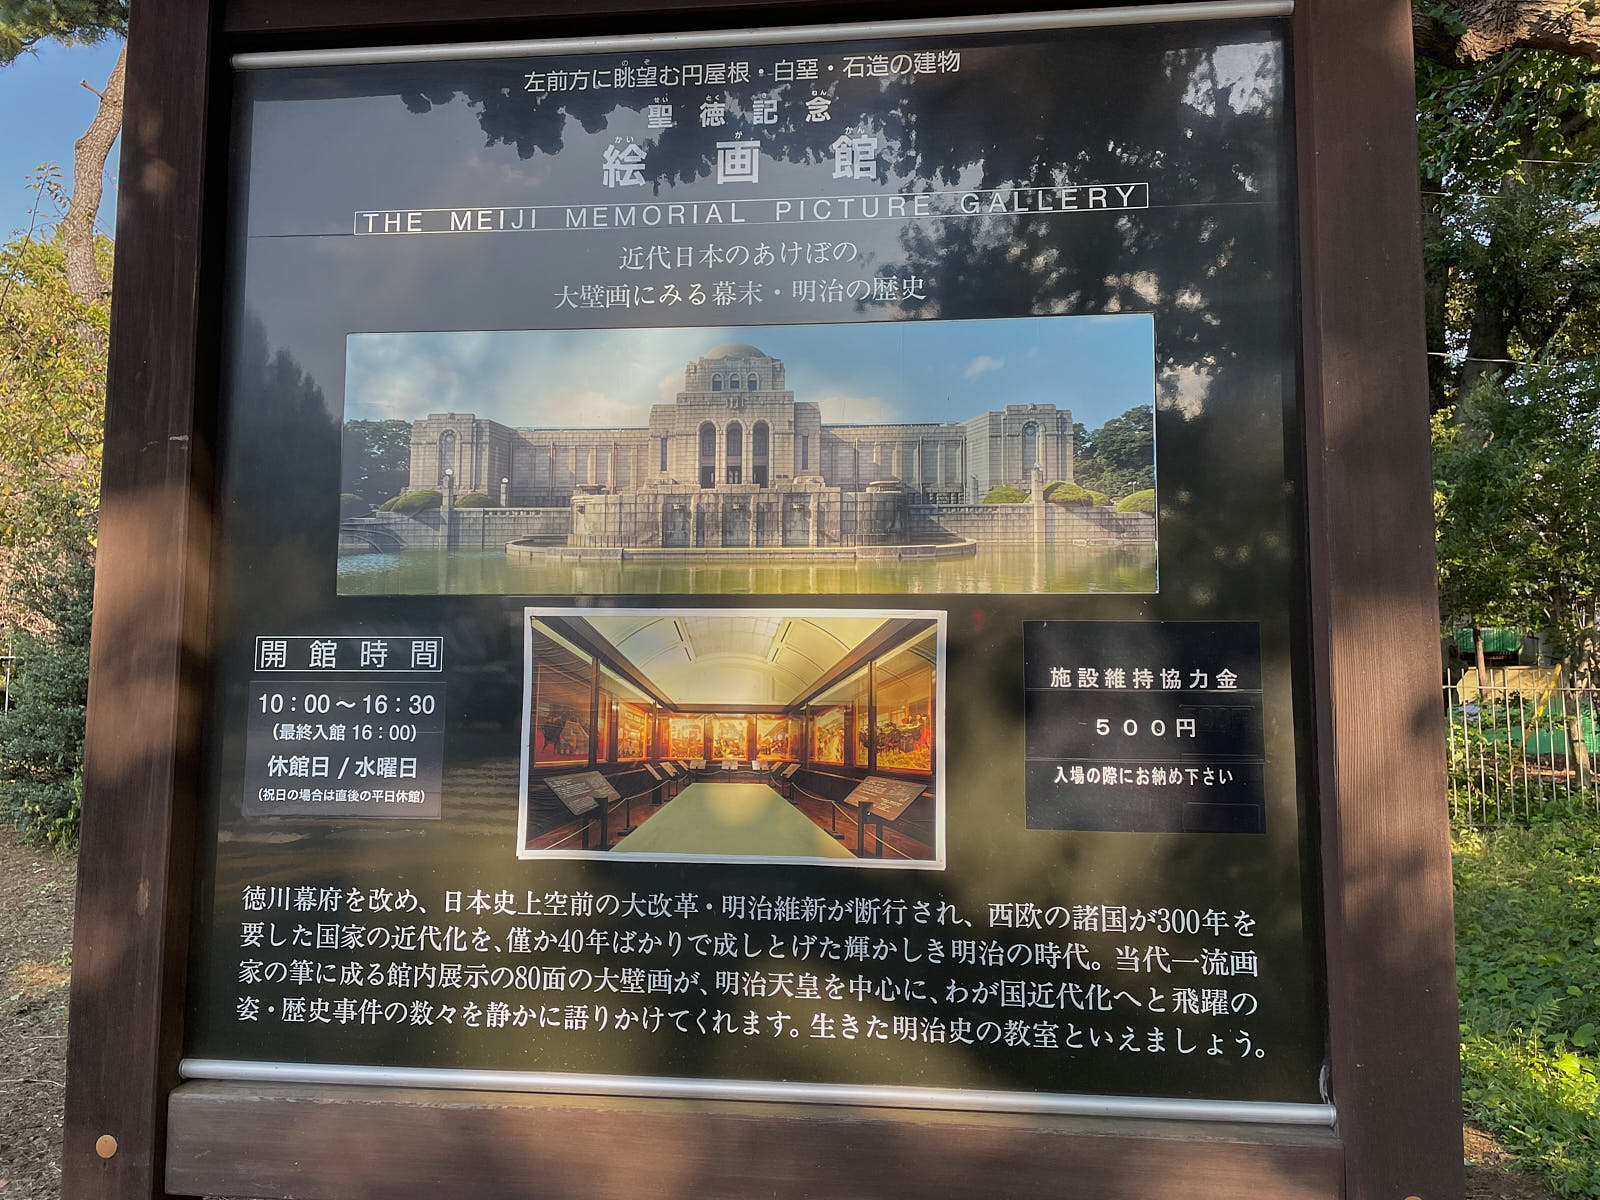 左前方に眺望む円屋根・白堊・石造の建物
聖徳記念
絵画館
THE MEIJI MEMORIAL PICTURE GALLERY
近代日本のあけぼの
大壁画にみる幕末・明治の歴史
開館時間
10：00～16：30
（最終入館 16：00）
休館日 / 水曜日
（祝日の場合は直後の平日休館）
施設維持協力金
５００円
入場の際にお納め下さい
徳川幕府を改め、日本史上空前の大改革・明治維新が断行され、西欧の諸国が300年を
要した国家の近代化を、僅か40年ばかりで成しとげた輝かしき明治の時代。当代一流画
家の筆に成る館内展示の80面の大壁画が、明治天皇を中心に、わが国近代化へと飛躍の
姿・歴史事件の数々を静かに語りかけてくれます。生きた明治史の教室といえましょう。